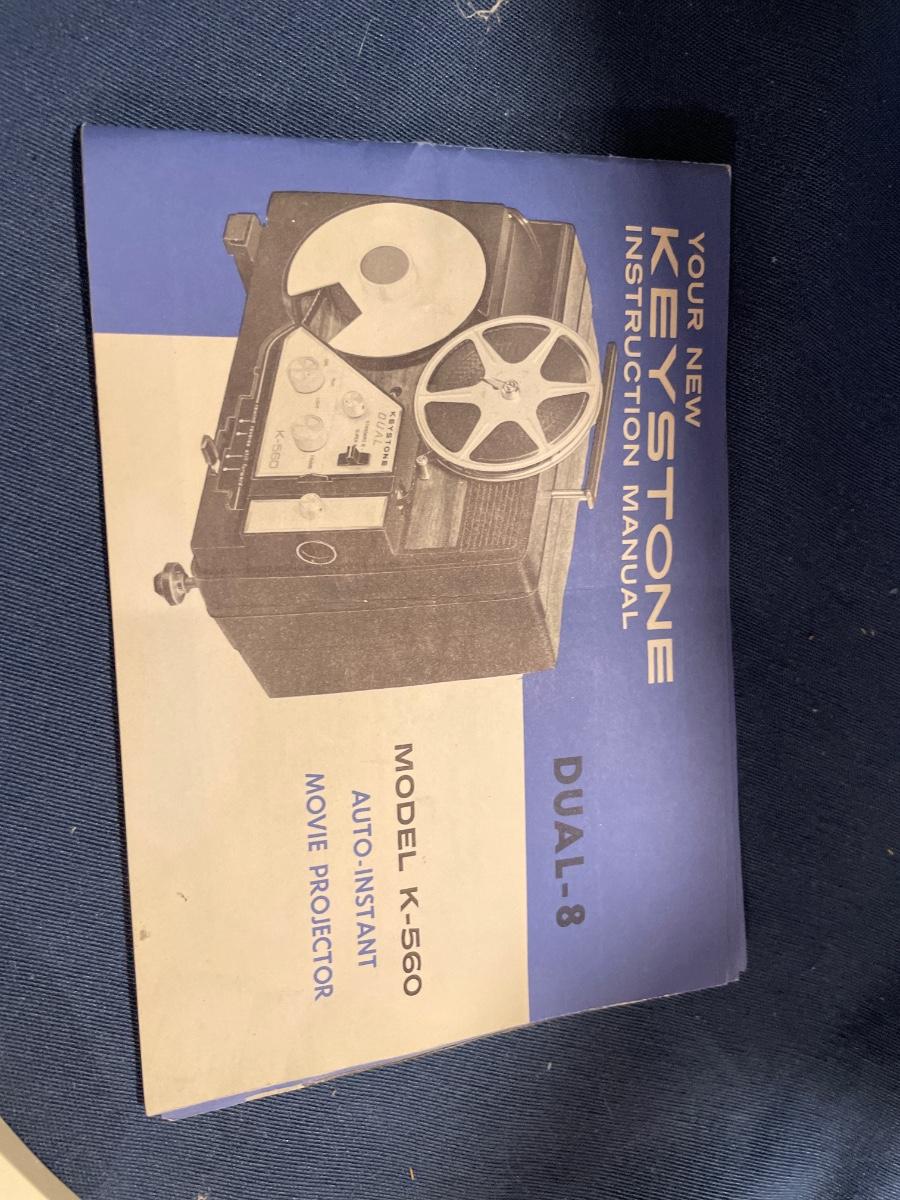 YOUR NEW
KEYSTONE
INSTRUCTION MANUAL
DUAL-8
MODEL K-560
AUTO-INSTANT
MOVIE PROJECTOR
KEYSTONE
DUAL
K-560